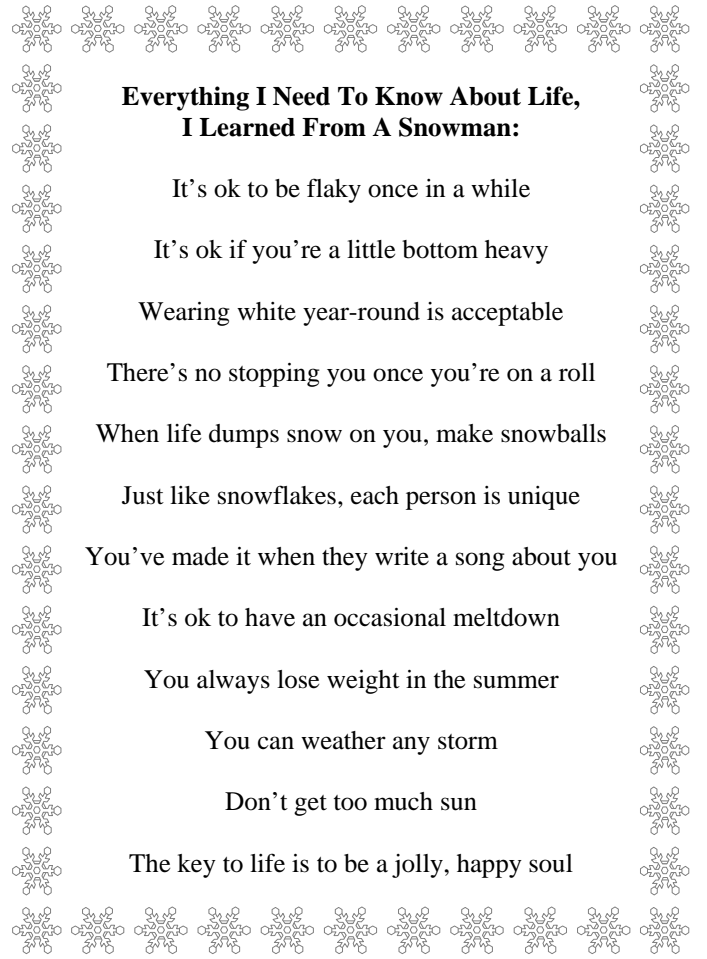 Everything I Need To Know About Life,
I Learned From A Snowman:
It’s ok to be flaky once in a while
It’s ok if you’re a little bottom heavy
Wearing white year-round is acceptable
There’s no stopping you once you’re on a roll
When life dumps snow on you, make snowballs
Just like snowflakes, each person is unique
You’ve made it when they write a song about you
It’s ok to have an occasional meltdown
You always lose weight in the summer
You can weather any storm
Don’t get too much sun
The key to life is to be a jolly, happy soul